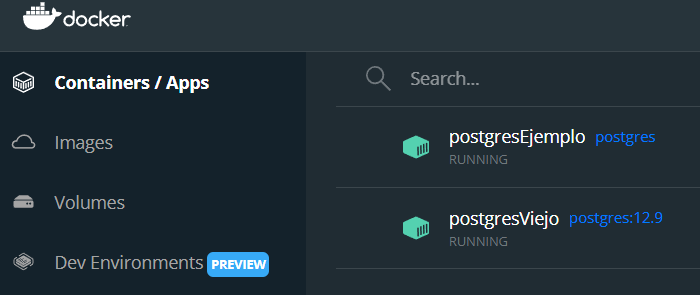 docker
Containers / Apps
Images
Volumes
Dev Environments PREVIEW
Search...
postgresEjemplo postgres
RUNNING
postgresViejo postgres:12.9
RUNNING